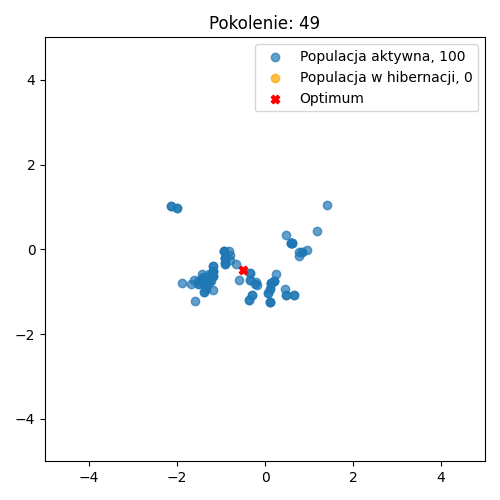 Pokolenie: 49
Populacja aktywna, 100
Populacja w hibernacji, 0
Optimum
4
2
0
−2
−4
−4 −2 0 2 4